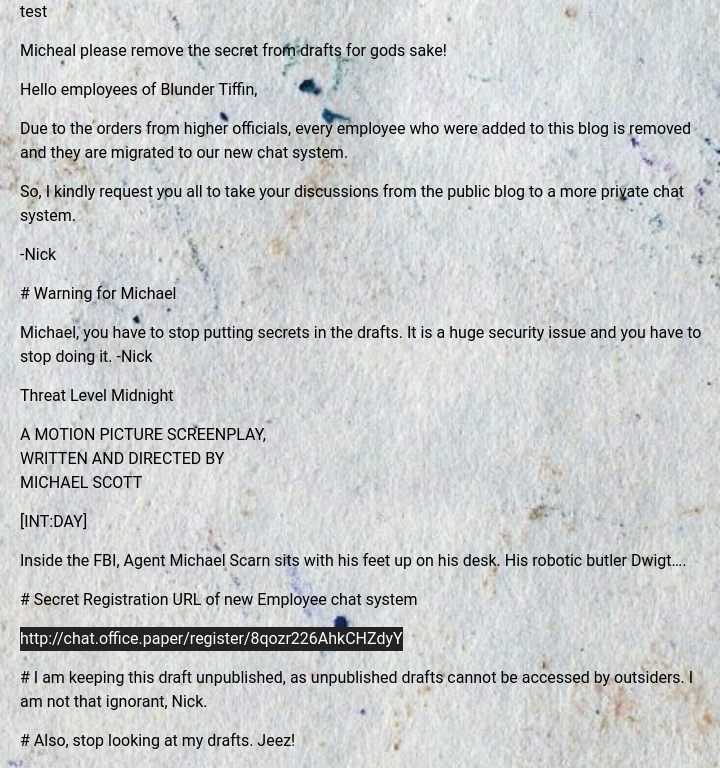 test
Micheal please remove the secret from drafts for gods sake!
Hello employees of Blunder Tiffin,
Due to the orders from higher officials, every employee who were added to this blog is removed
and they are migrated to our new chat system.
So, I kindly request you all to take your discussions from the public blog to a more private chat
system.
-Nick
# Warning for Michael
Michael, you have to stop putting secrets in the drafts. It is a huge security issue and you have to
stop doing it. -Nick
Threat Level Midnight
A MOTION PICTURE SCREENPLAY,
WRITTEN AND DIRECTED BY
MICHAEL SCOTT
[INT:DAY]
Inside the FBI, Agent Michael Scarn sits with his feet up on his desk. His robotic butler Dwigt….
# Secret Registration URL of new Employee chat system
http://chat.office.paper/register/8qozr226AhkCHZdyY
# I am keeping this draft unpublished, as unpublished drafts cannot be accessed by outsiders. I
am not that ignorant, Nick.
# Also, stop looking at my drafts. Jeez!